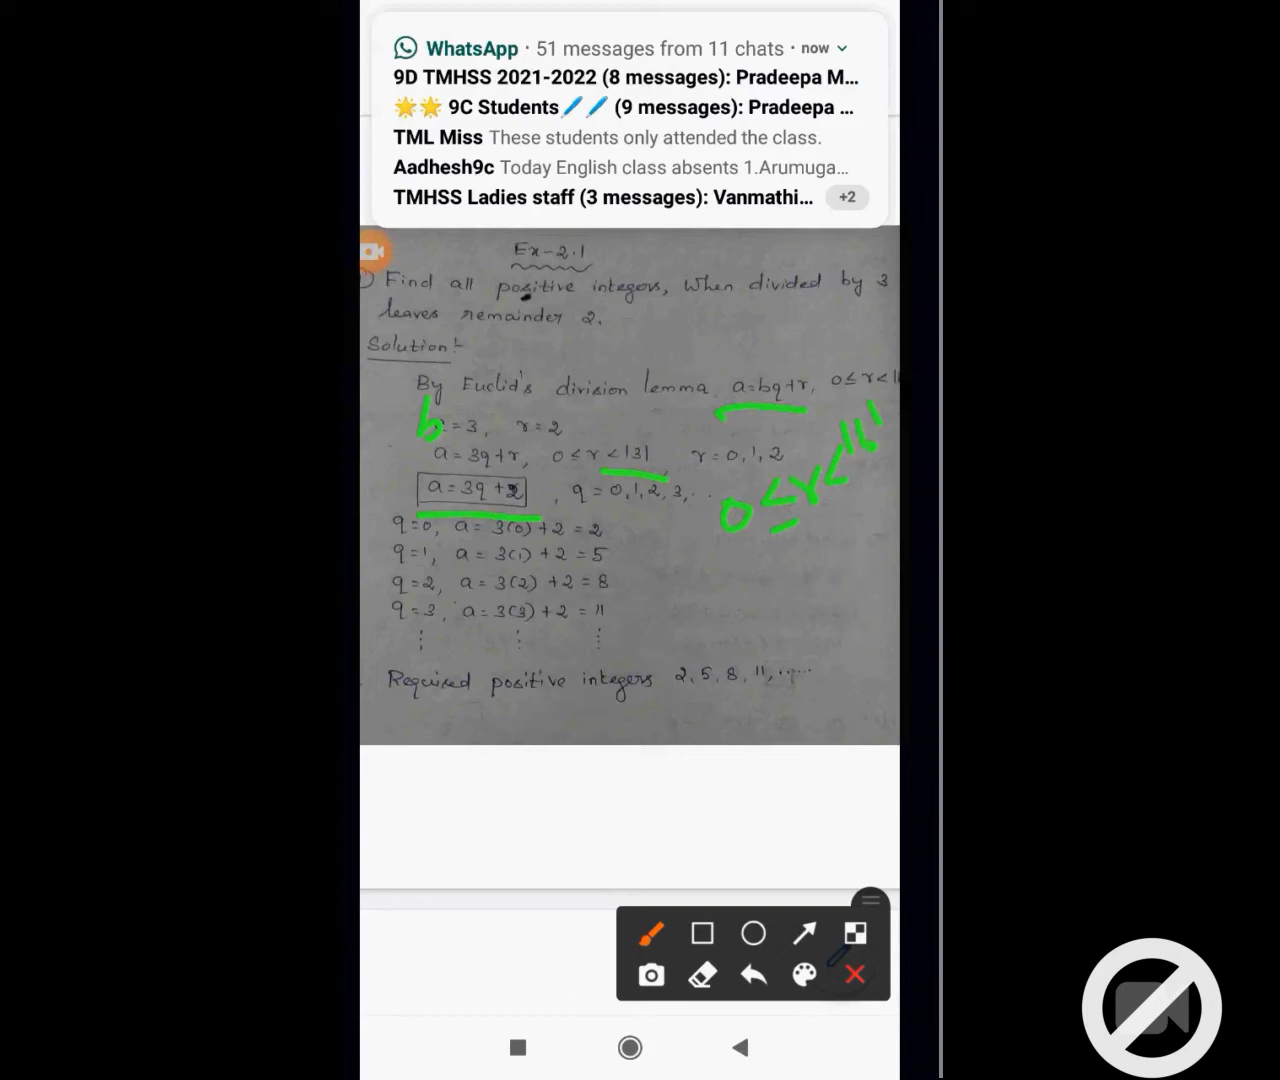 WhatsApp · 51 messages from 11 chats · now
9D TMHSS 2021-2022 (8 messages): Pradeepa M...
🌟🌟 9C Students🖊️🖊️ (9 messages): Pradeepa ...
TML Miss These students only attended the class.
Aadhesh9c Today English class absents 1.Arumuga...
TMHSS Ladies staff (3 messages): Vanmathi... +2
Ex-2.1
Find all positive integers, when divided by 3
leaves remainder 2.
Solution:-
By Euclid's division lemma, a=bq+r, 0≤r<|
b=3, r=2
a=3q+r, 0≤r<|3|, r=0,1,2
a=3q+2, q=0,1,2,3,...
0≤r<|b|
q=0, a=3(0)+2=2
q=1, a=3(1)+2=5
q=2, a=3(2)+2=8
q=3, a=3(3)+2=11
⋮ ⋮ ⋮
Required positive integers 2,5,8,11,......